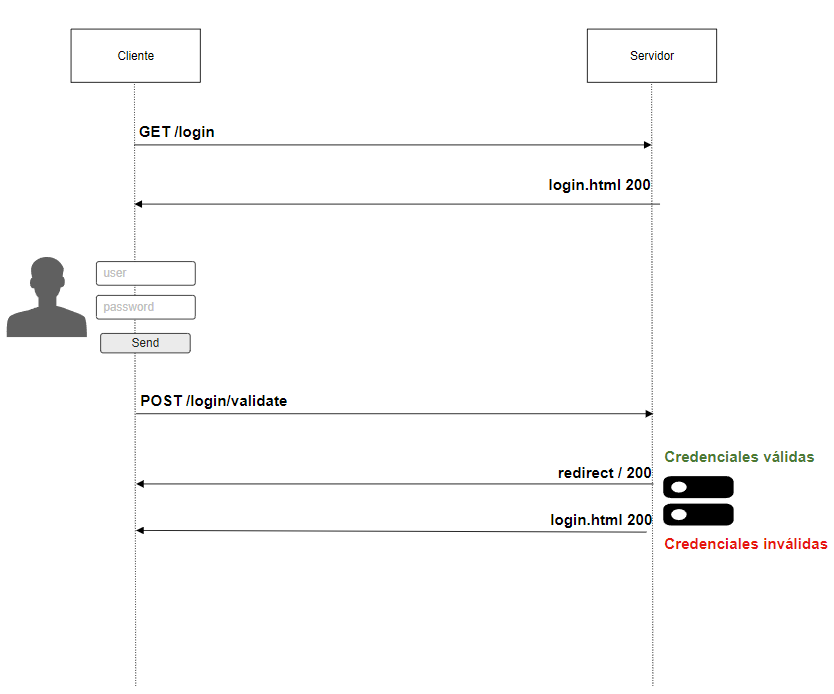 Cliente
Servidor
GET /login
login.html 200
user
password
Send
POST /login/validate
Credenciales válidas
redirect / 200
login.html 200
Credenciales inválidas